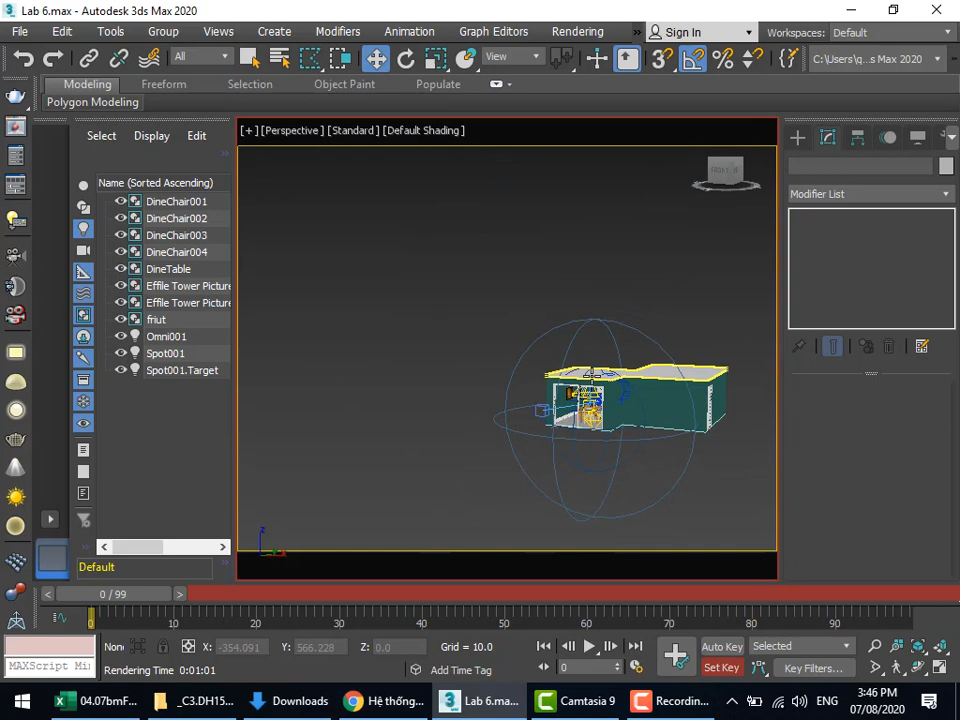 Lab 6.max - Autodesk 3ds Max 2020
File Edit Tools Group Views Create Modifiers Animation Graph Editors Rendering Sign In Workspaces: Default
All View C:\Users\q...s Max 2020
Modeling Freeform Selection Object Paint Populate
Polygon Modeling
Select Display Edit
[+] [Perspective] [Standard] [Default Shading]
Name (Sorted Ascending)
DineChair001
DineChair002
DineChair003
DineChair004
DineTable
Effile Tower Picture
Effile Tower Picture
friut
Omni001
Spot001
Spot001.Target
Modifier List
Default
z
0 / 99
0 10 20 30 40 50 60 70 80 90
None X: -354.091 Y: 566.228 Z: 0.0 Grid = 10.0 Auto Key Selected
MAXScript Mi Rendering Time 0:01:01 Add Time Tag 0 Set Key Key Filters...
04.07bmF... _C3.DH15... Downloads Hệ thống... Lab 6.ma... Camtasia 9 Recordin... ENG 3:46 PM 07/08/2020